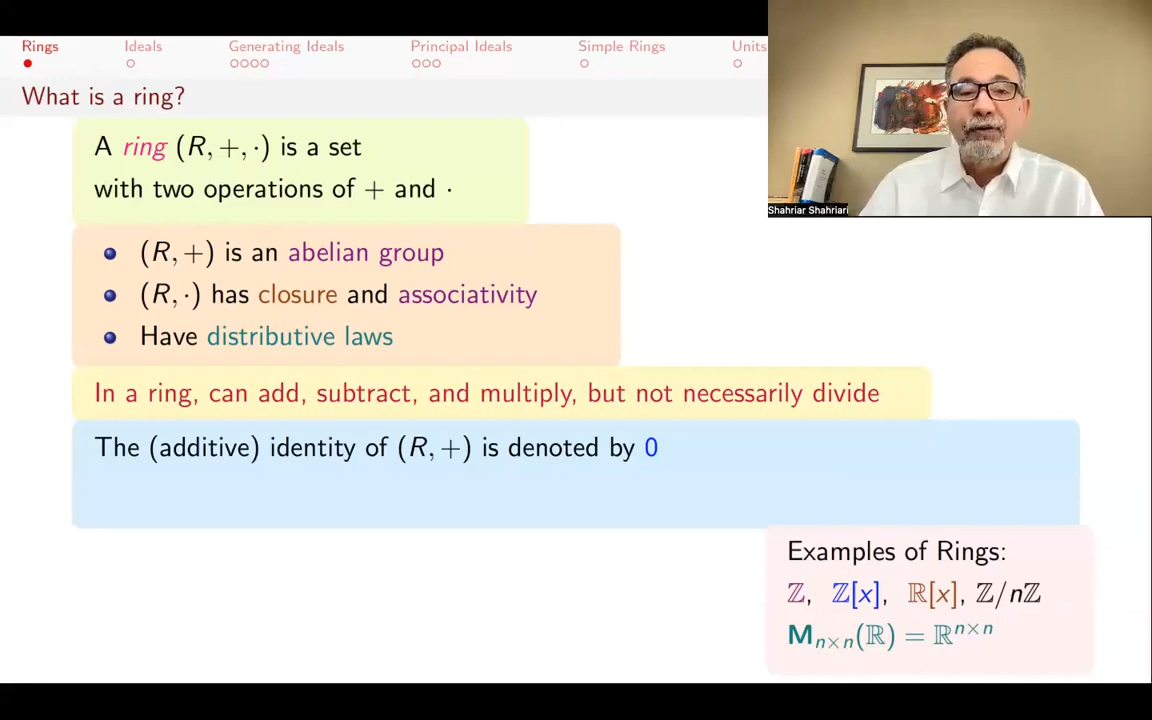 Rings Ideals Generating Ideals Principal Ideals Simple Rings Units
What is a ring?
A ring (R, +, ·) is a set
with two operations of + and ·
(R, +) is an abelian group
(R, ·) has closure and associativity
Have distributive laws
In a ring, can add, subtract, and multiply, but not necessarily divide
The (additive) identity of (R, +) is denoted by 0
Examples of Rings:
ℤ, ℤ[x], ℝ[x], ℤ/nℤ
M_{n×n}(ℝ) = ℝ^{n×n}
Shahriar Shahriari